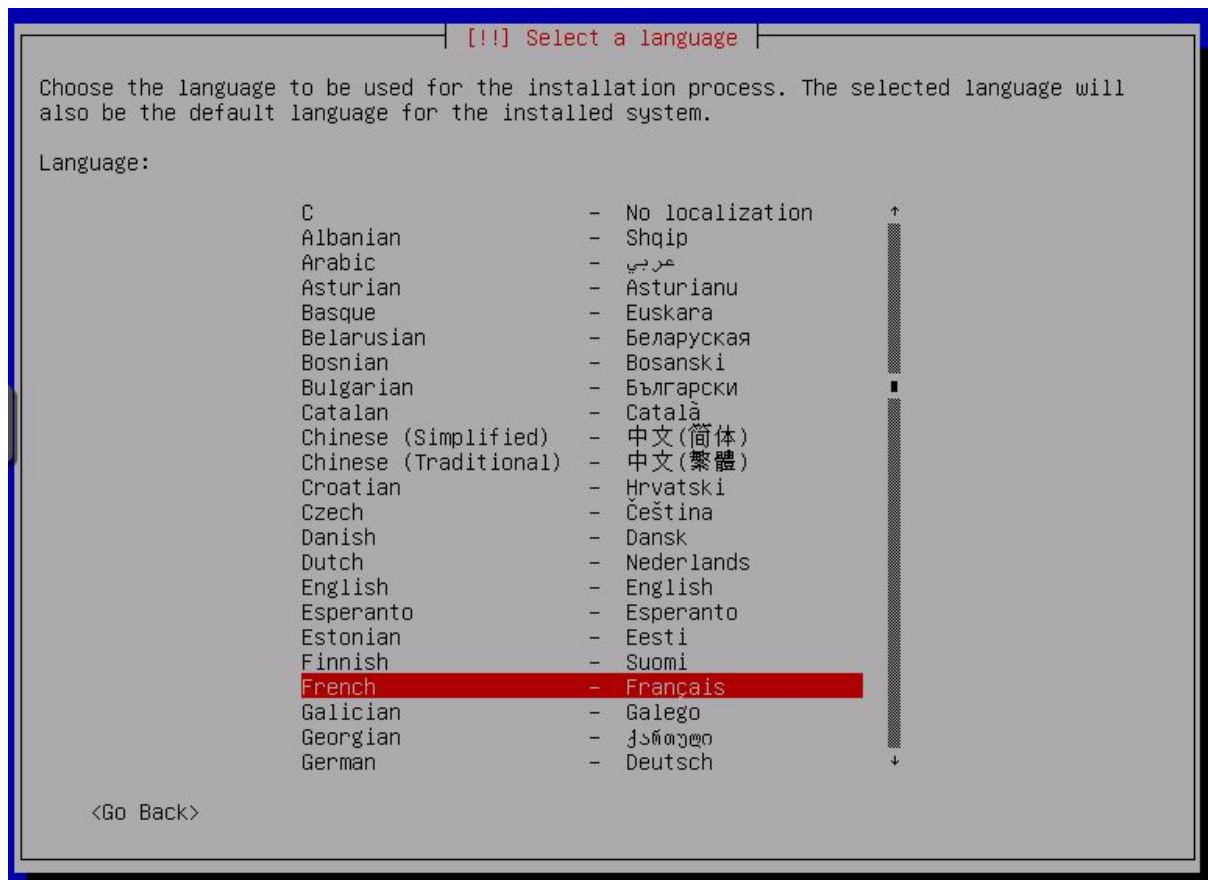 [!!] Select a language
Choose the language to be used for the installation process. The selected language will
also be the default language for the installed system.
Language:
C - No localization ↑
Albanian - Shqip
Arabic - عربي
Asturian - Asturianu
Basque - Euskara
Belarusian - Беларуская
Bosnian - Bosanski
Bulgarian - Български
Catalan - Català
Chinese (Simplified) - 中文(简体)
Chinese (Traditional) - 中文(繁體)
Croatian - Hrvatski
Czech - Čeština
Danish - Dansk
Dutch - Nederlands
English - English
Esperanto - Esperanto
Estonian - Eesti
Finnish - Suomi
French - Français
Galician - Galego
Georgian - ქართული
German - Deutsch ↓
<Go Back>